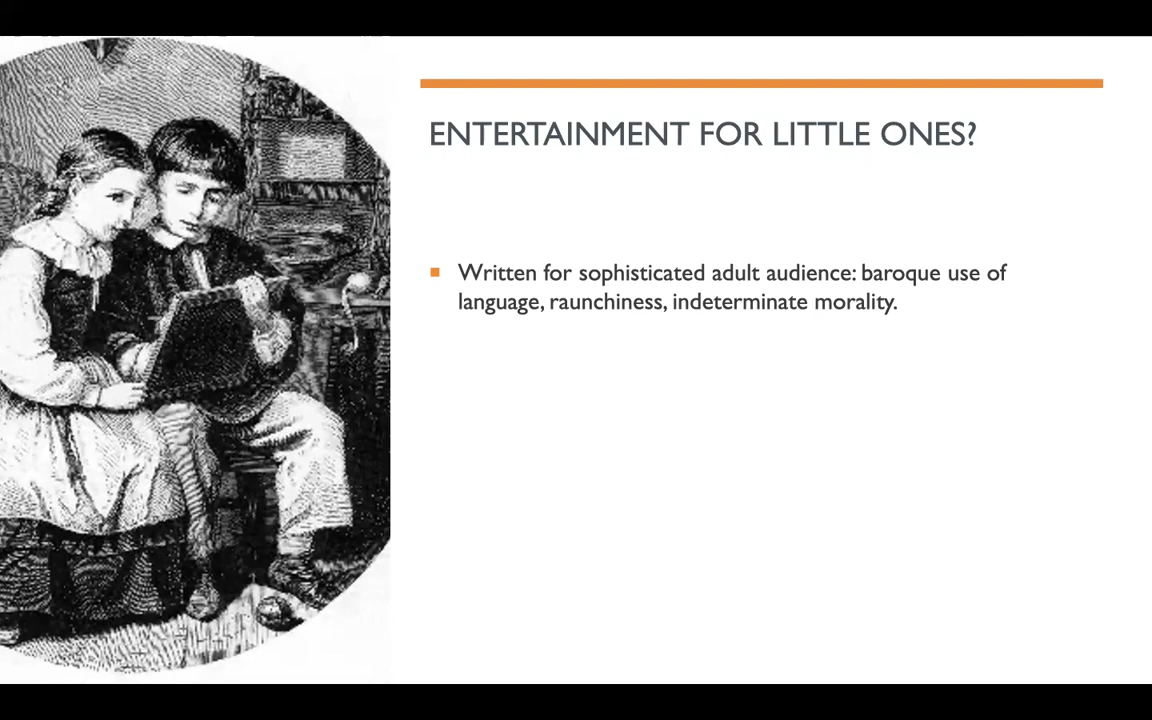 ENTERTAINMENT FOR LITTLE ONES?
Written for sophisticated adult audience: baroque use of
language, raunchiness, indeterminate morality.